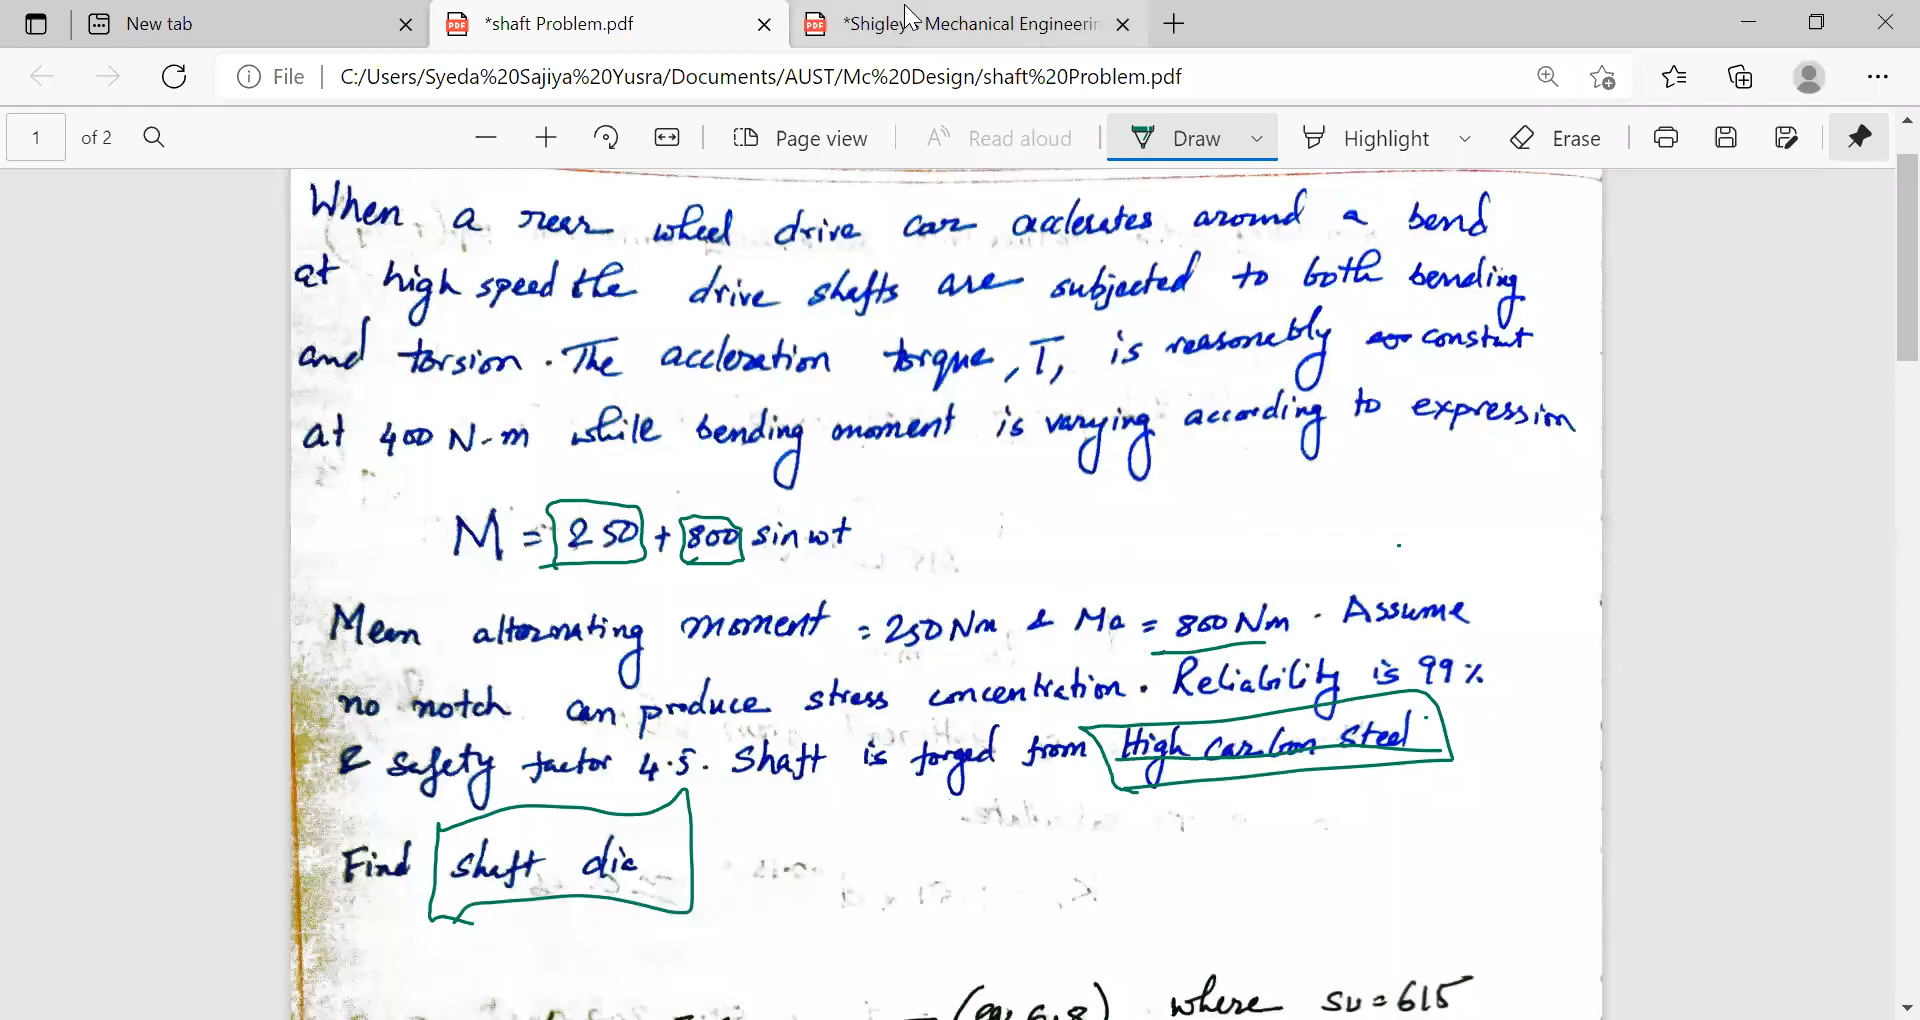 New tab
*shaft Problem.pdf
*Shigley's Mechanical Engineerin
File
C:/Users/Syeda%20Sajiya%20Yusra/Documents/AUST/Mc%20Design/shaft%20Problem.pdf
1 of 2
Page view
Read aloud
Draw
Highlight
Erase
When a rear wheel drive car acclerates around a bend
at high speed the drive shafts are subjected to both bending
and torsion. The accleration torque, T, is reasonebly constant
at 400 N-m while bending moment is varying according to expression
M = 250 + 800 sin wt
Mean alternating moment = 250 Nm & Ma = 800 Nm. Assume
no notch can produce stress concentration. Reliability is 99%
& safety factor 4.5. Shaft is forged from High carbon steel
Find shaft dia
where su = 615